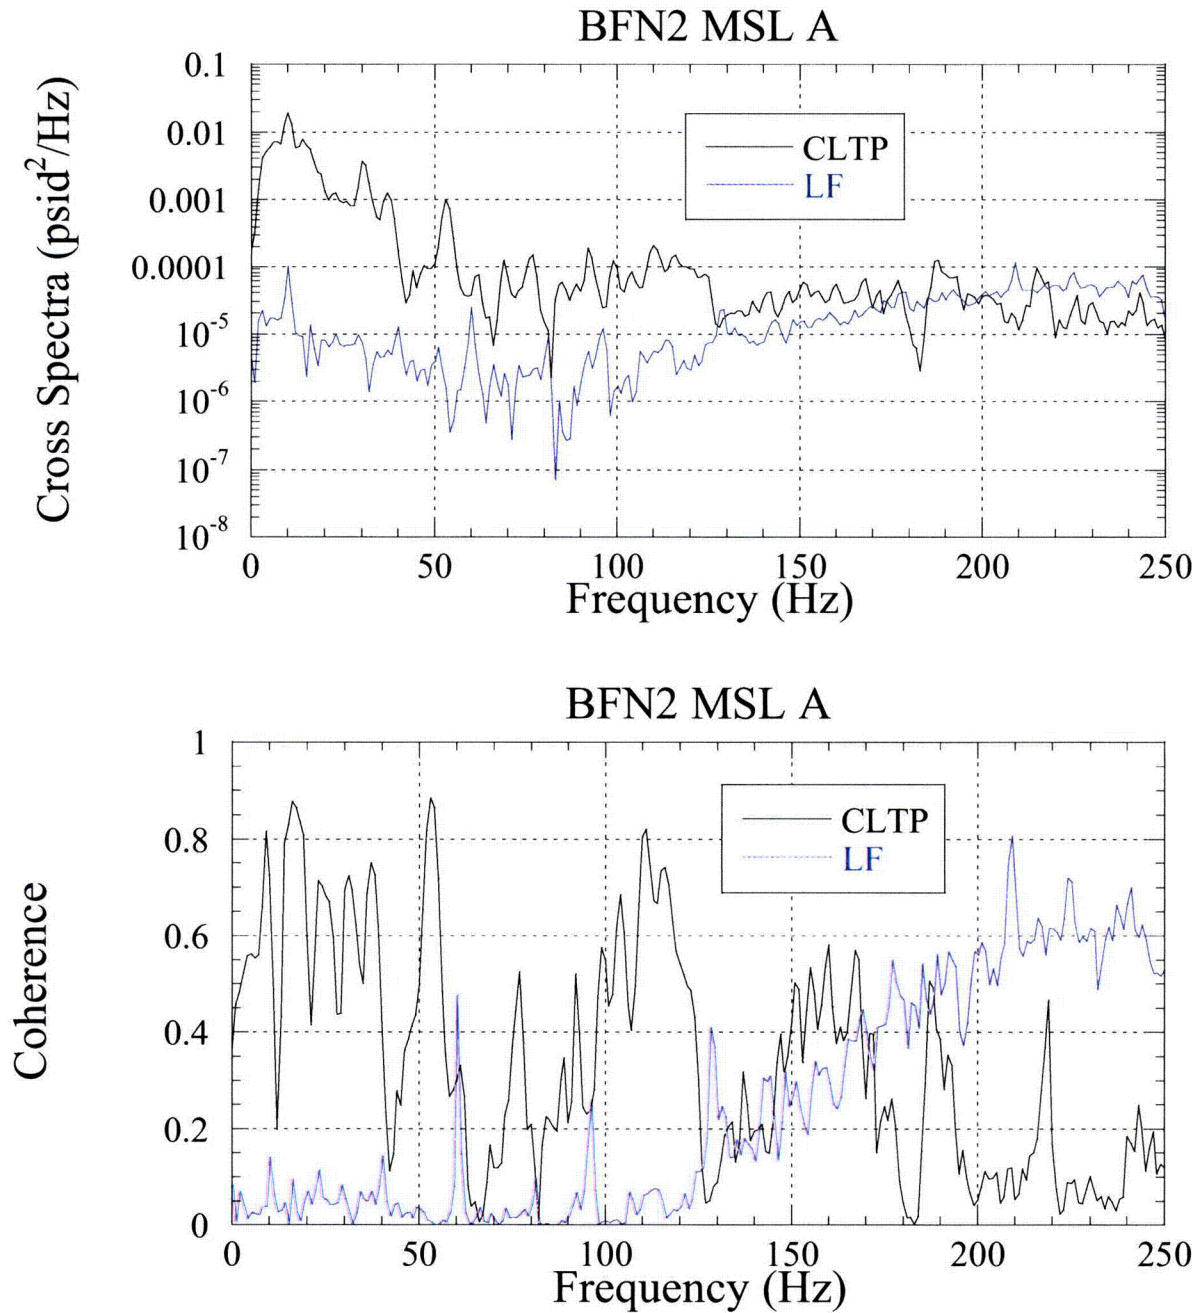 BFN2 MSL A
Cross Spectra (psid²/Hz)
0.1
0.01
0.001
0.0001
10⁻⁵
10⁻⁶
10⁻⁷
10⁻⁸
CLTP
LF
0 50 100 150 200 250
Frequency (Hz)
BFN2 MSL A
Coherence
1
0.8
0.6
0.4
0.2
0
CLTP
LF
0 50 100 150 200 250
Frequency (Hz)